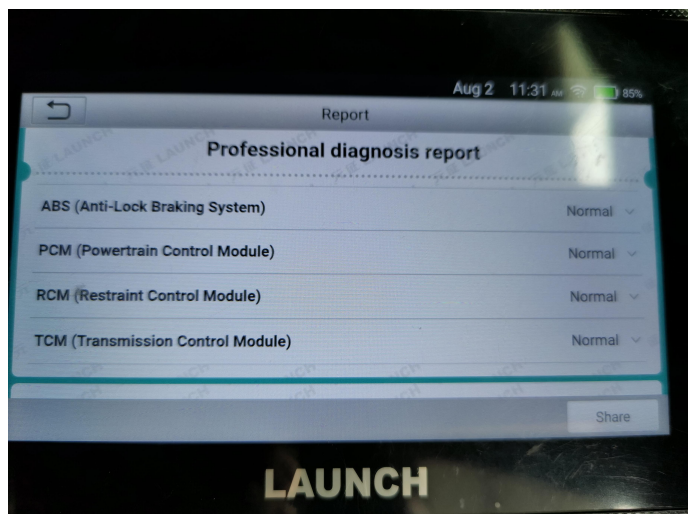 Aug 2 11:31 AM 85%
Report
Professional diagnosis report
ABS (Anti-Lock Braking System) Normal
PCM (Powertrain Control Module) Normal
RCM (Restraint Control Module) Normal
TCM (Transmission Control Module) Normal
Share
LAUNCH